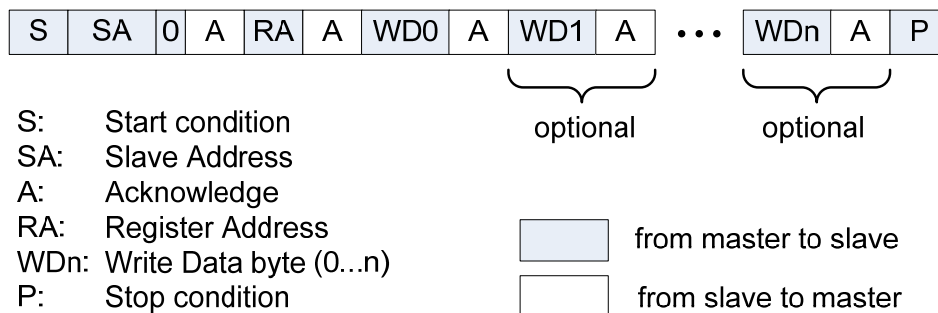 S SA 0 A RA A WD0 A WD1 A ••• WDn A P
optional optional
S: Start condition
SA: Slave Address
A: Acknowledge
RA: Register Address
WDn: Write Data byte (0...n)
P: Stop condition
from master to slave
from slave to master